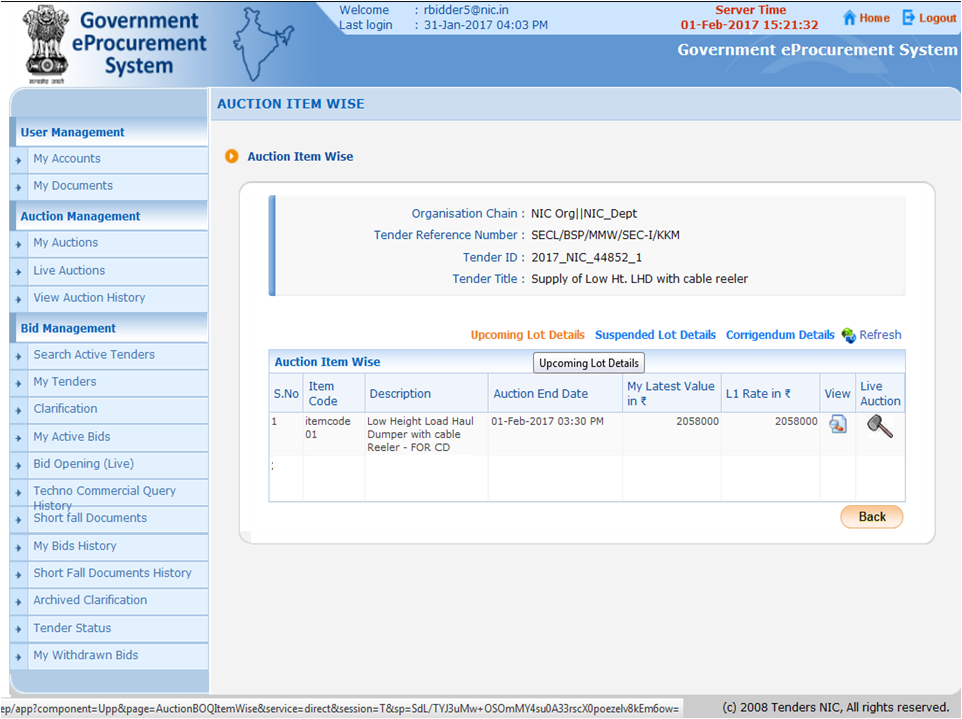 Government
eProcurement
System
सत्यमेव जयते
Welcome : rbidder5@nic.in
Last login : 31-Jan-2017 04:03 PM
Server Time
01-Feb-2017 15:21:32
Home
Logout
Government eProcurement System
User Management
My Accounts
My Documents
Auction Management
My Auctions
Live Auctions
View Auction History
Bid Management
Search Active Tenders
My Tenders
Clarification
My Active Bids
Bid Opening (Live)
Techno Commercial Query
History
Short fall Documents
My Bids History
Short Fall Documents History
Archived Clarification
Tender Status
My Withdrawn Bids
AUCTION ITEM WISE
Auction Item Wise
Organisation Chain : NIC Org||NIC_Dept
Tender Reference Number : SECL/BSP/MMW/SEC-I/KKM
Tender ID : 2017_NIC_44852_1
Tender Title : Supply of Low Ht. LHD with cable reeler
Upcoming Lot Details Suspended Lot Details Corrigendum Details Refresh
Auction Item Wise
Upcoming Lot Details
S.No Item Code Description Auction End Date My Latest Value in ₹ L1 Rate in ₹ View Live Auction
1 itemcode 01-Feb-2017 03:30 PM 2058000 2058000
01
Low Height Load Haul
Dumper with cable
Reeler - FOR CD
Back
ep/app?component=Upp&page=AuctionBOQItemWise&service=direct&session=T&sp=SdL/TYJ3uMw+OSOmMY4su0A33rscX0poezelv8kEm6ow=
(c) 2008 Tenders NIC, All rights reserved.